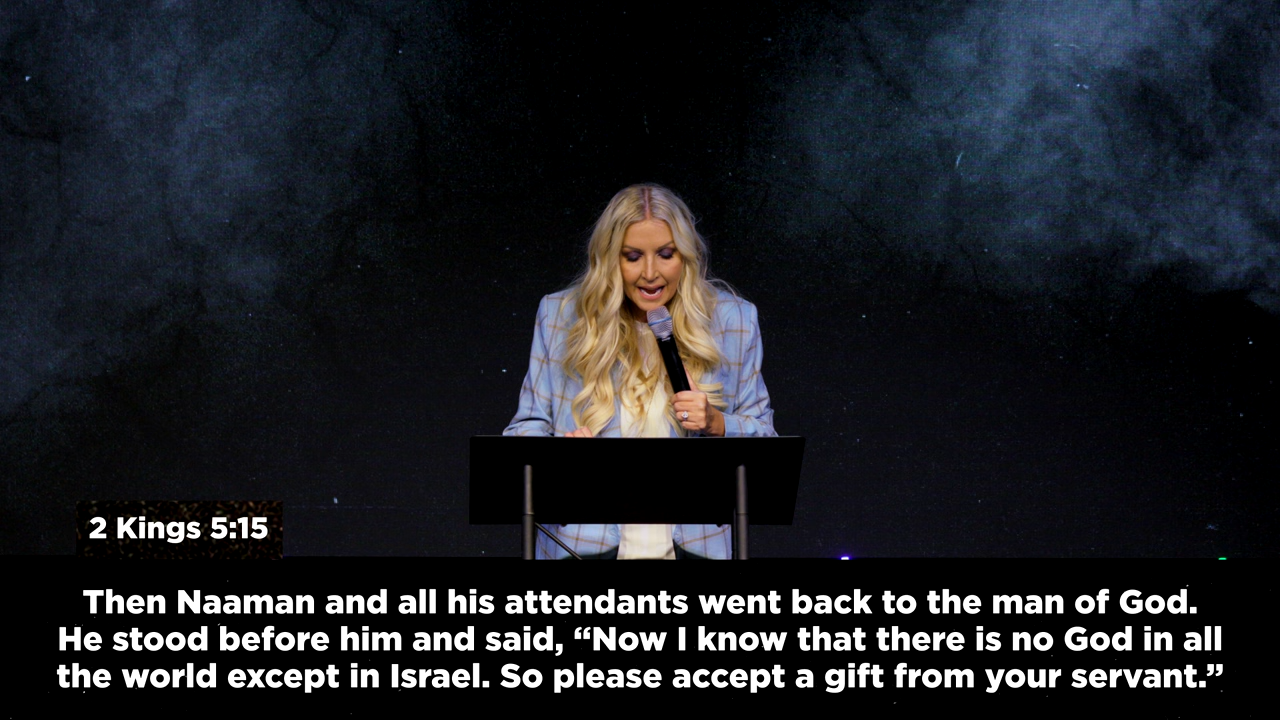 2 Kings 5:15
Then Naaman and all his attendants went back to the man of God.
He stood before him and said, “Now I know that there is no God in all
the world except in Israel. So please accept a gift from your servant.”